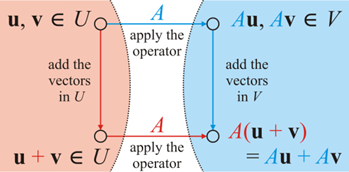 u, v ∈ U
A
apply the
operator
Au, Av ∈ V
add the
vectors
in U
add the
vectors
in V
u + v ∈ U
A
apply the
operator
A(u + v)
= Au + Av